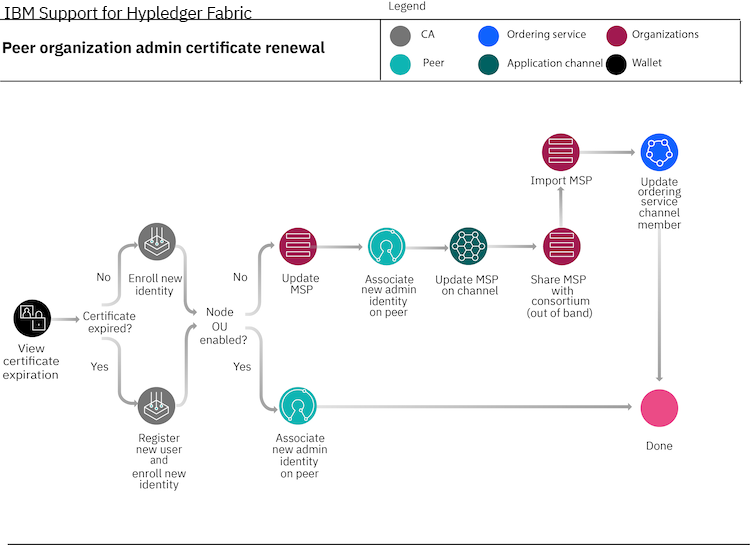 IBM Support for Hypledger Fabric
Legend
Peer organization admin certificate renewal
CA
Ordering service
Organizations
Peer
Application channel
Wallet
Import MSP
Update
ordering
service
channel
member
No
Enroll new
identity
No
Update
MSP
Associate
new admin
identity
on peer
Update MSP
on channel
Share MSP
with
consortium
(out of band)
View
certificate
expiration
Certificate
expired?
Node
OU
enabled?
Yes
Register
new user
and
enroll new
identity
Yes
Associate
new admin
identity
on peer
Done